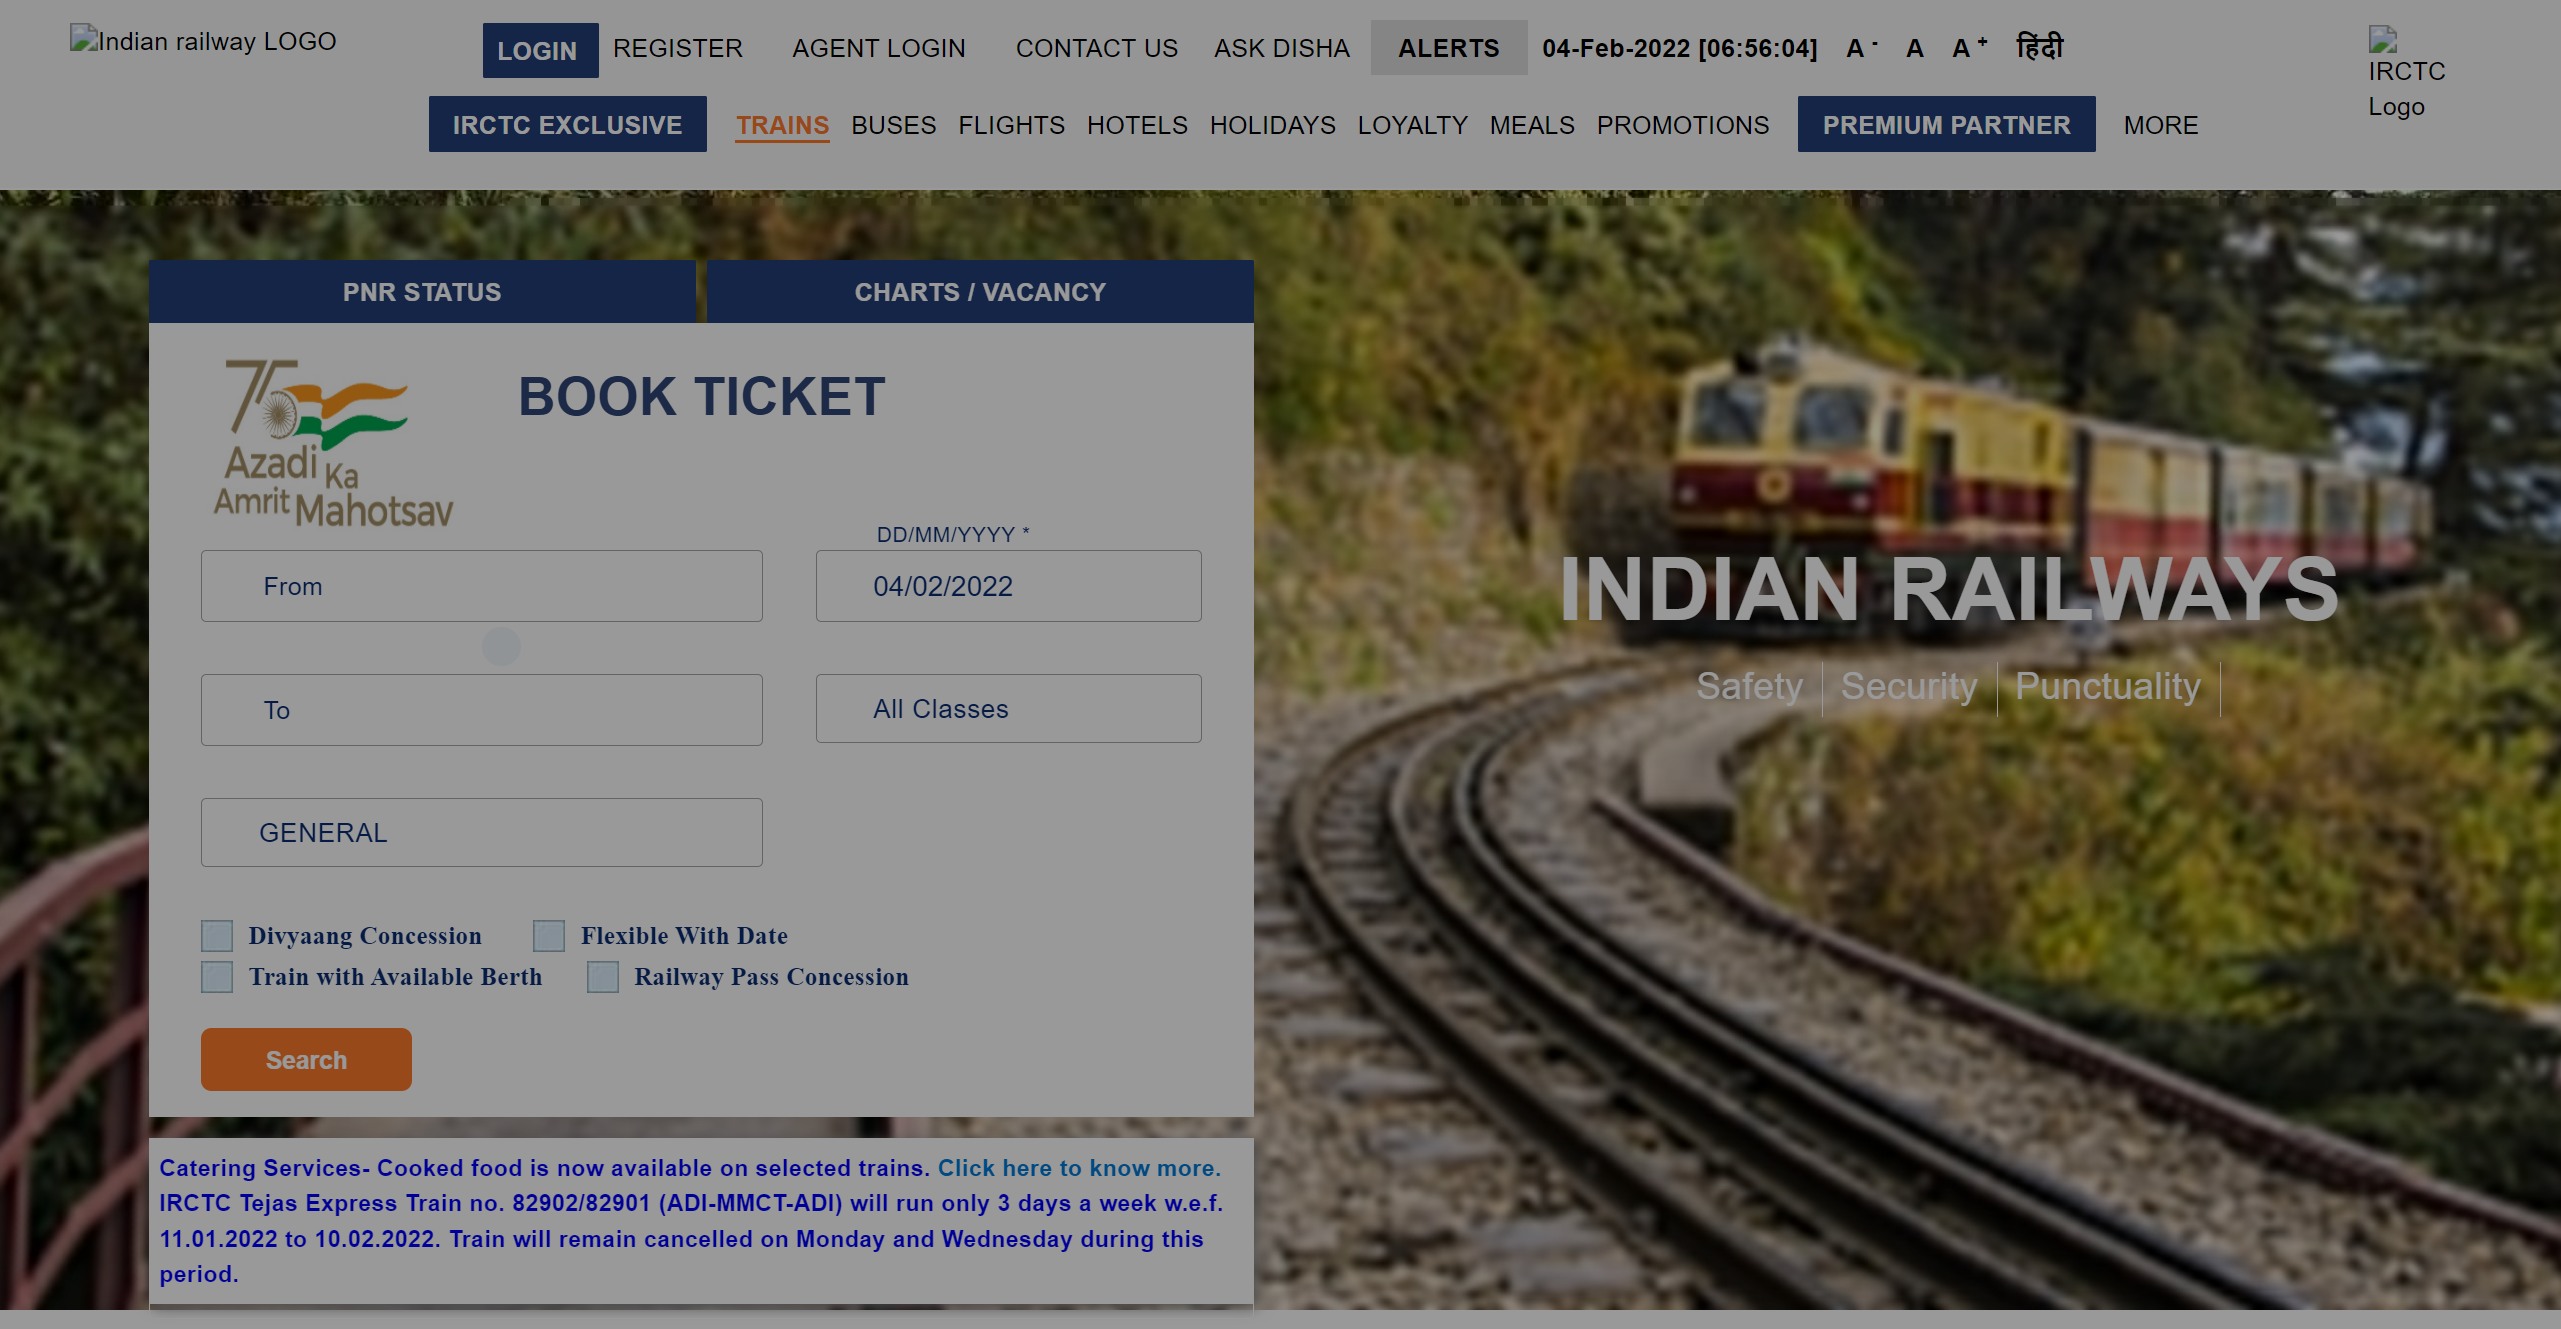 Indian railway LOGO
LOGIN REGISTER AGENT LOGIN CONTACT US ASK DISHA ALERTS 04-Feb-2022 [06:56:04] A - A A + हिंदी
IRCTC
Logo
IRCTC EXCLUSIVE TRAINS BUSES FLIGHTS HOTELS HOLIDAYS LOYALTY MEALS PROMOTIONS PREMIUM PARTNER MORE
PNR STATUS
CHARTS / VACANCY
75
Azadi Ka
Amrit Mahotsav
BOOK TICKET
DD/MM/YYYY *
From
04/02/2022
To
All Classes
GENERAL
Divyaang Concession
Flexible With Date
Train with Available Berth
Railway Pass Concession
Search
Catering Services- Cooked food is now available on selected trains. Click here to know more.
IRCTC Tejas Express Train no. 82902/82901 (ADI-MMCT-ADI) will run only 3 days a week w.e.f.
11.01.2022 to 10.02.2022. Train will remain cancelled on Monday and Wednesday during this
period.
INDIAN RAILWAYS
Safety Security Punctuality